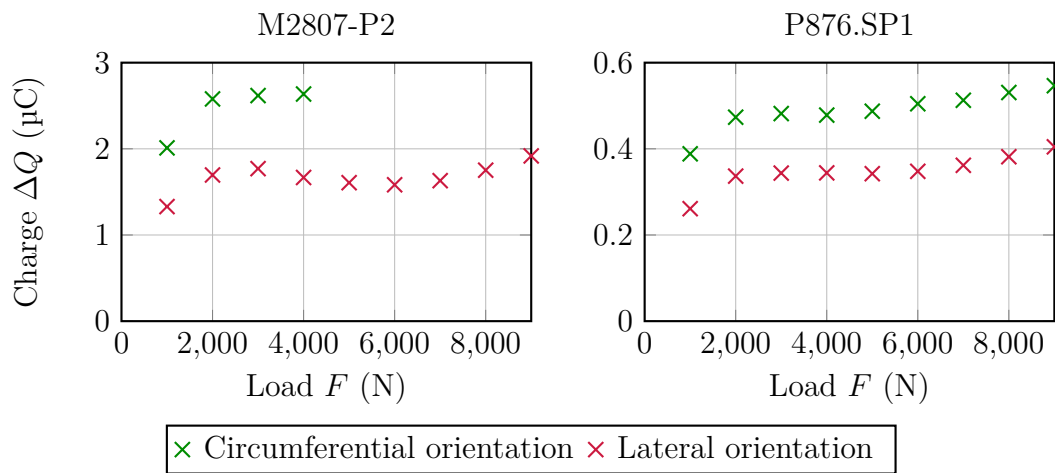 M2807-P2
P876.SP1
Charge ΔQ (µC)
3
2
1
0
0 2,000 4,000 6,000 8,000
Load F (N)
0.6
0.4
0.2
0
0 2,000 4,000 6,000 8,000
Load F (N)
Circumferential orientation Lateral orientation